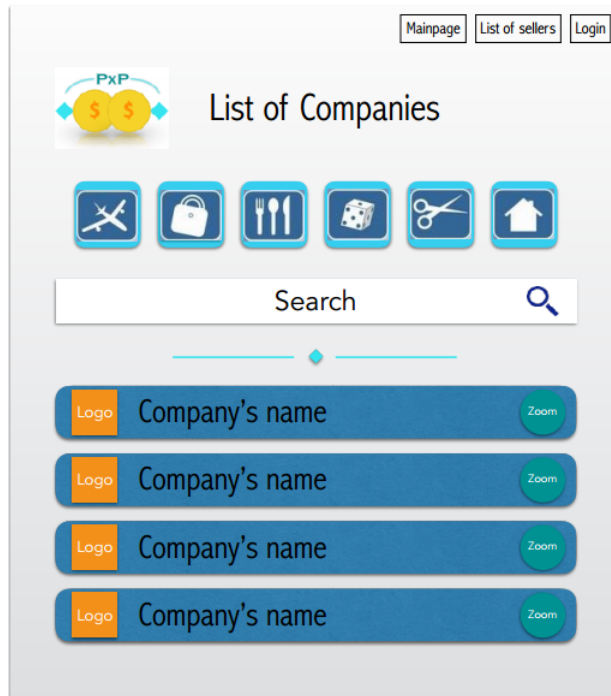 Mainpage
List of sellers
Login
PxP
$ $
List of Companies
Search
Logo Company's name Zoom
Logo Company's name Zoom
Logo Company's name Zoom
Logo Company's name Zoom